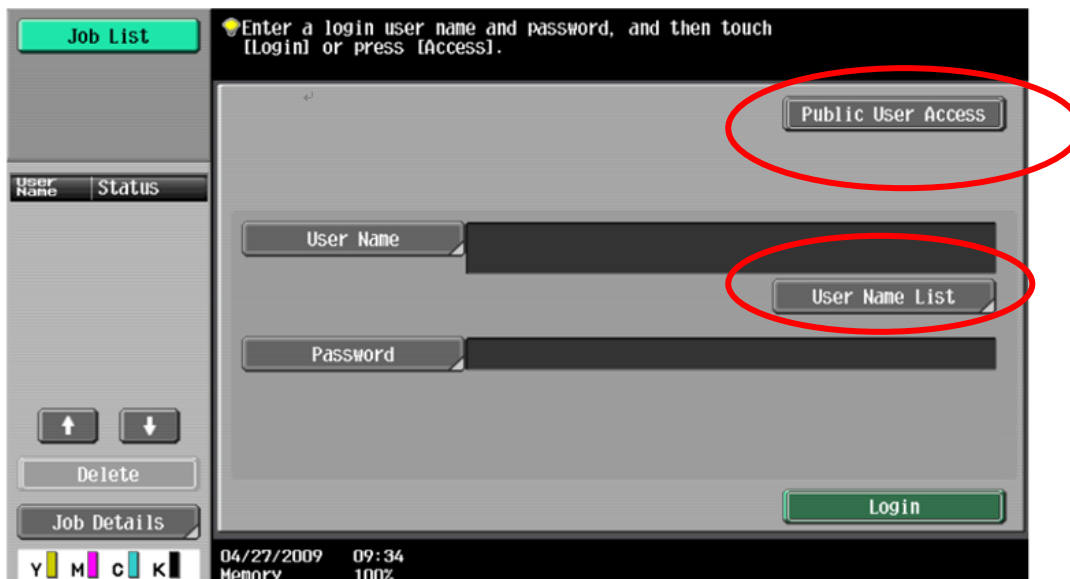 Job List
Enter a login user name and password, and then touch
[Login] or press [Access].
Public User Access
User Name
Status
User Name
User Name List
Password
Delete
Job Details
Login
Y M C K
04/27/2009 09:34
Memory 100%